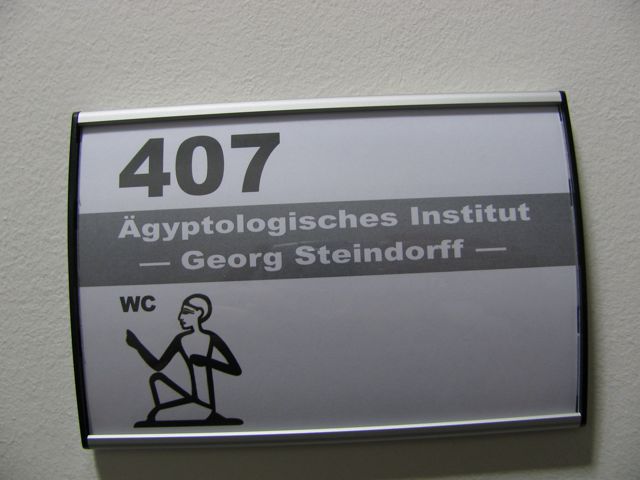 407
Ägyptologisches Institut
— Georg Steindorff —
WC